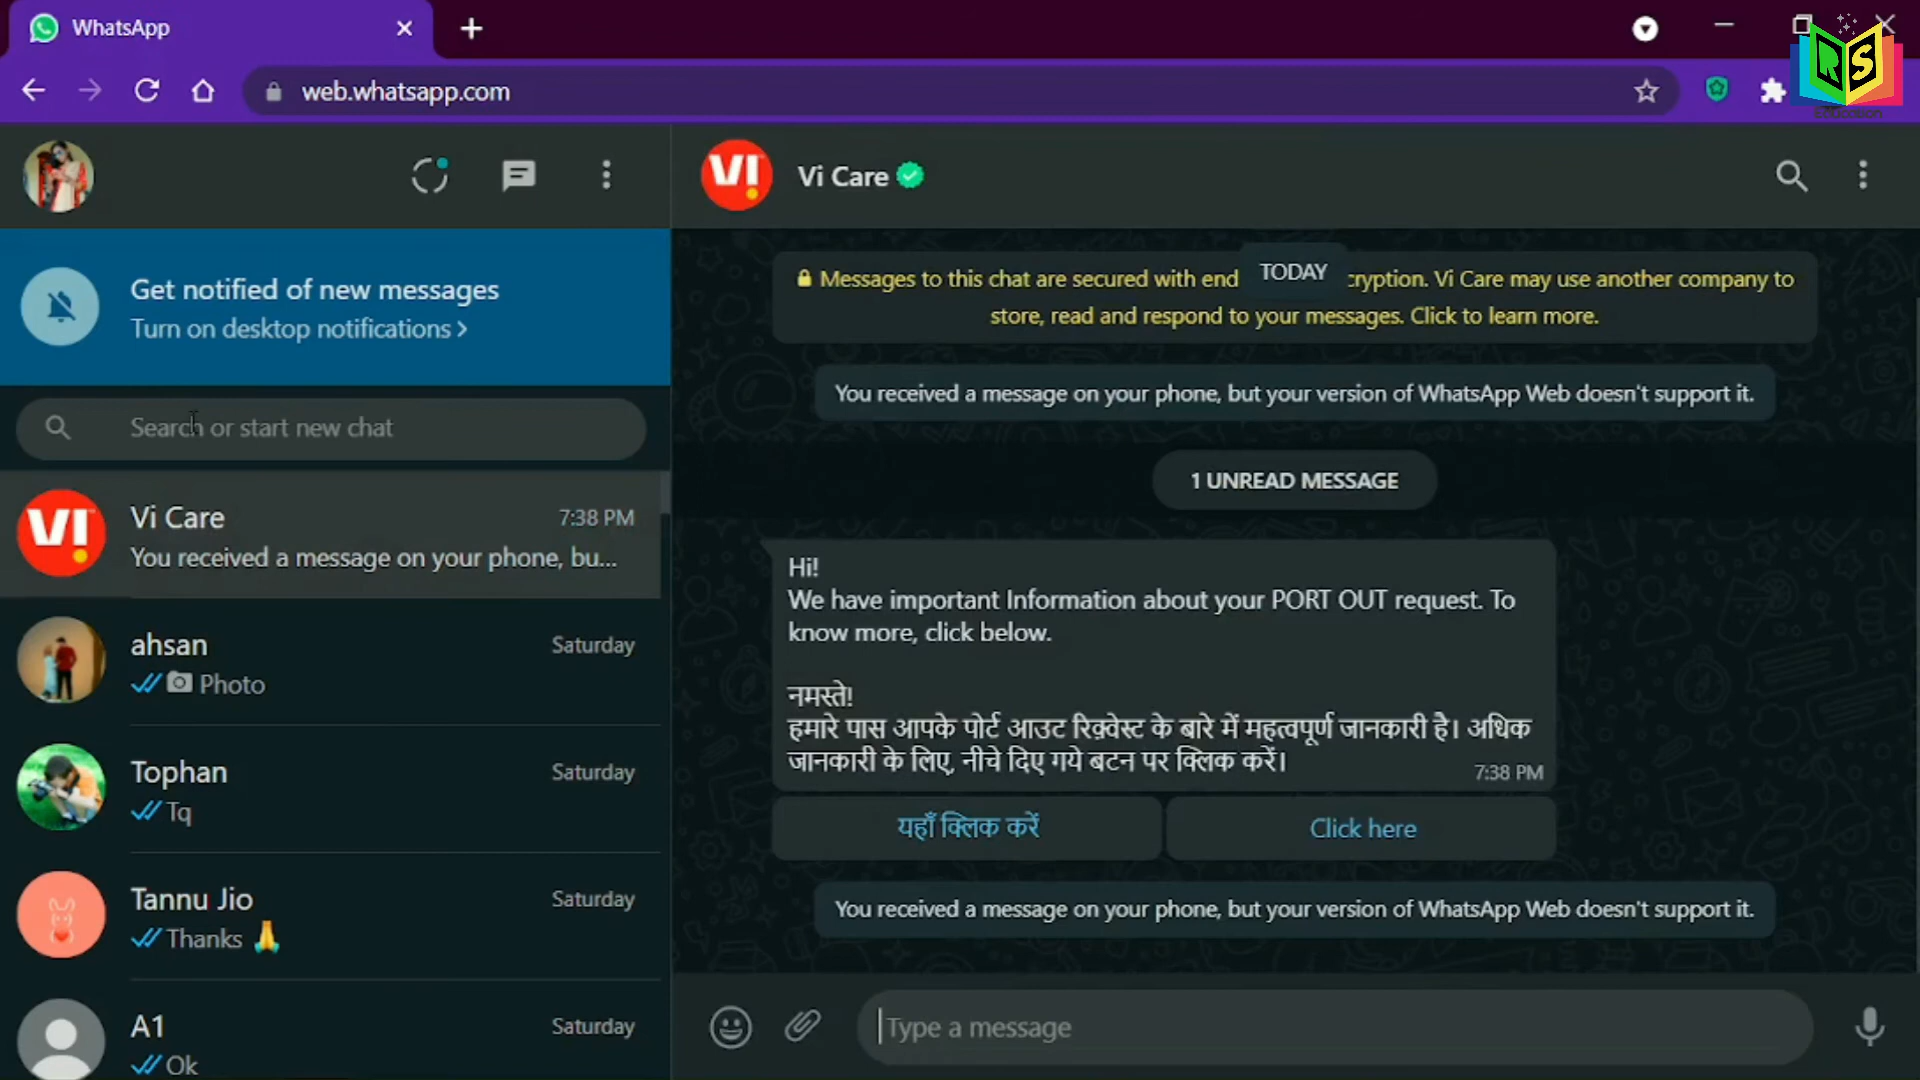 WhatsApp
web.whatsapp.com
RS
Education
VI
Vi Care
Get notified of new messages
Turn on desktop notifications >
Search or start new chat
VI
Vi Care 7:38 PM
You received a message on your phone, bu...
ahsan Saturday
Photo
Tophan Saturday
Tq
Tannu Jio Saturday
Thanks 🙏
A1 Saturday
Ok
Messages to this chat are secured with end TODAY cryption. Vi Care may use another company to
store, read and respond to your messages. Click to learn more.
You received a message on your phone, but your version of WhatsApp Web doesn't support it.
1 UNREAD MESSAGE
Hi!
We have important Information about your PORT OUT request. To
know more, click below.
नमस्ते!
हमारे पास आपके पोर्ट आउट रिक़्वेस्ट के बारे में महत्वपूर्ण जानकारी है। अधिक
जानकारी के लिए, नीचे दिए गये बटन पर क्लिक करें।
7:38 PM
यहाँ क्लिक करें
Click here
You received a message on your phone, but your version of WhatsApp Web doesn't support it.
Type a message